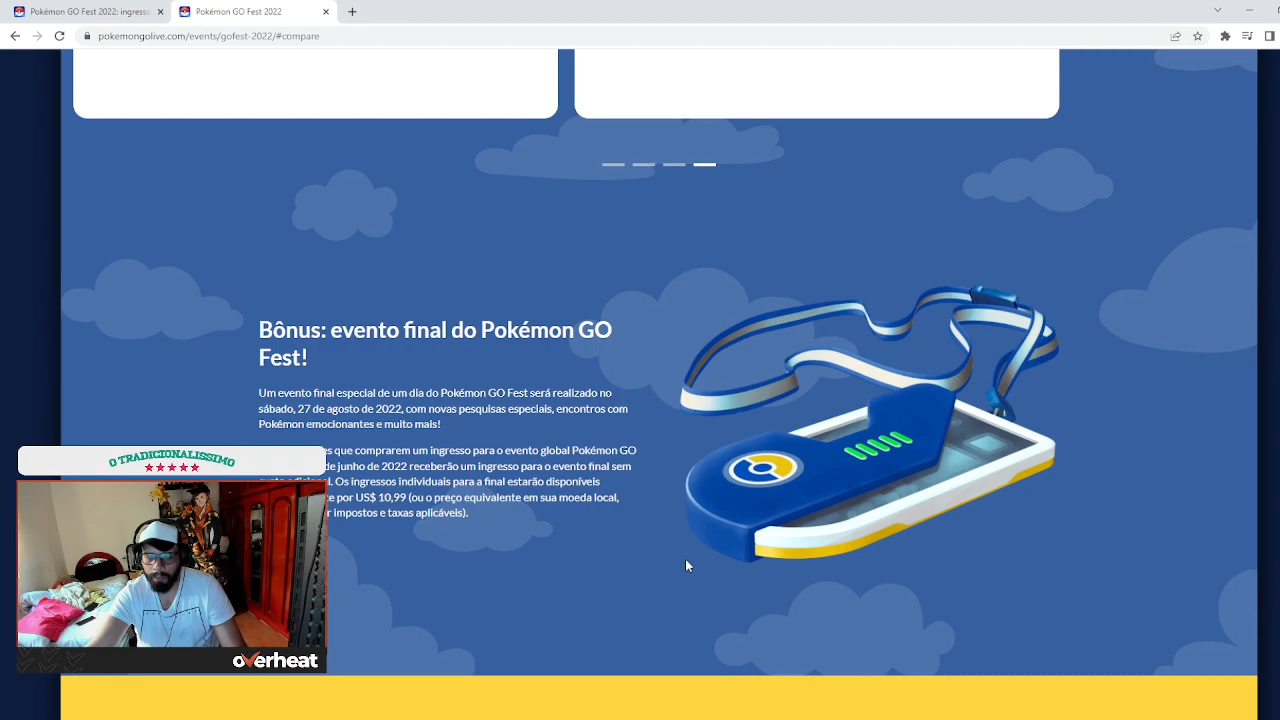 Pokémon GO Fest 2022: ingresso
Pokémon GO Fest 2022
pokemongolive.com/events/gofest-2022/#compare
Bônus: evento final do Pokémon GO
Fest!
Um evento final especial de um dia do Pokémon GO Fest será realizado no
sábado, 27 de agosto de 2022, com novas pesquisas especiais, encontros com
Pokémon emocionantes e muito mais!
que comprarem um ingresso para o evento global Pokémon GO
de junho de 2022 receberão um ingresso para o evento final sem
Os ingressos individuais para a final estarão disponíveis
por US$ 10,99 (ou o preço equivalente em sua moeda local,
impostos e taxas aplicáveis).
O TRADICIONALISSIMO
overheat